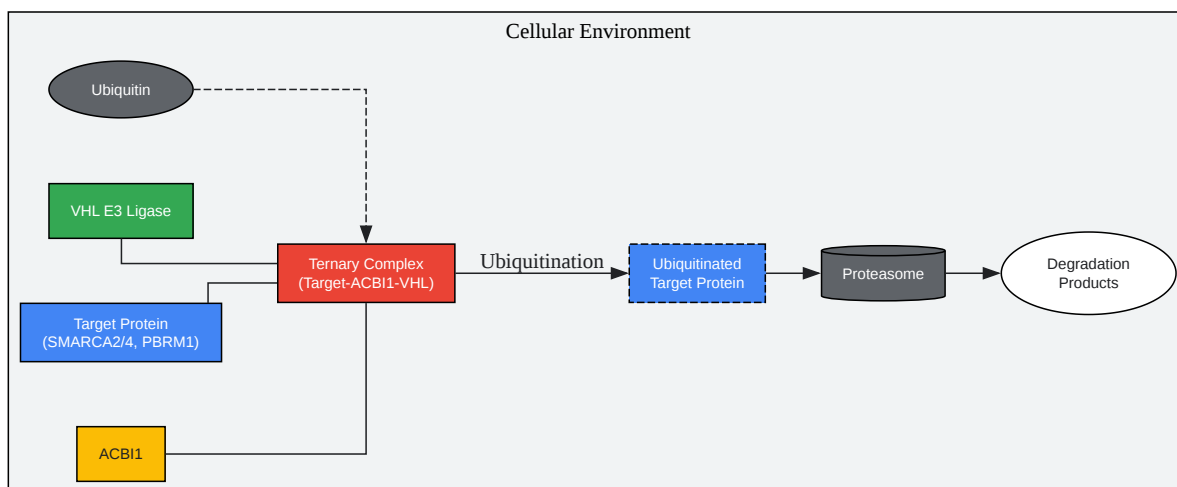 Cellular Environment
Ubiquitin
VHL E3 Ligase
Ternary Complex
(Target-ACBI1-VHL)
Ubiquitination
Ubiquitinated
Target Protein
Proteasome
Degradation
Products
Target Protein
(SMARCA2/4, PBRM1)
ACBI1